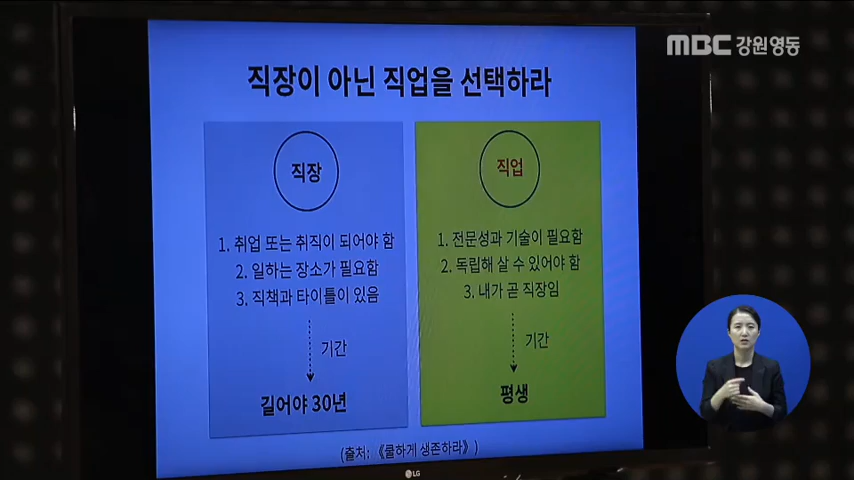 MBC 강원영동
직장이 아닌 직업을 선택하라
직장
1. 취업 또는 취직이 되어야 함
2. 일하는 장소가 필요함
3. 직책과 타이틀이 있음
기간
길어야 30년
직업
1. 전문성과 기술이 필요함
2. 독립해 살 수 있어야 함
3. 내가 곧 직장임
기간
평생
(출처: 《쿨하게 생존하라》)
LG